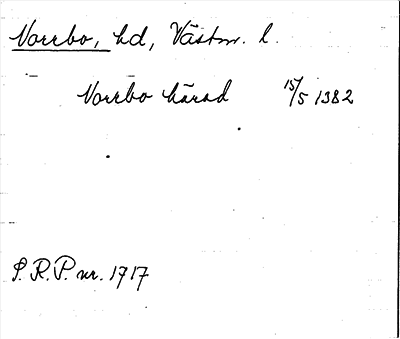 Norrbo, hd, Västm. l.
Norrbo härad 15/5 1382
S.R.P. nr. 1717